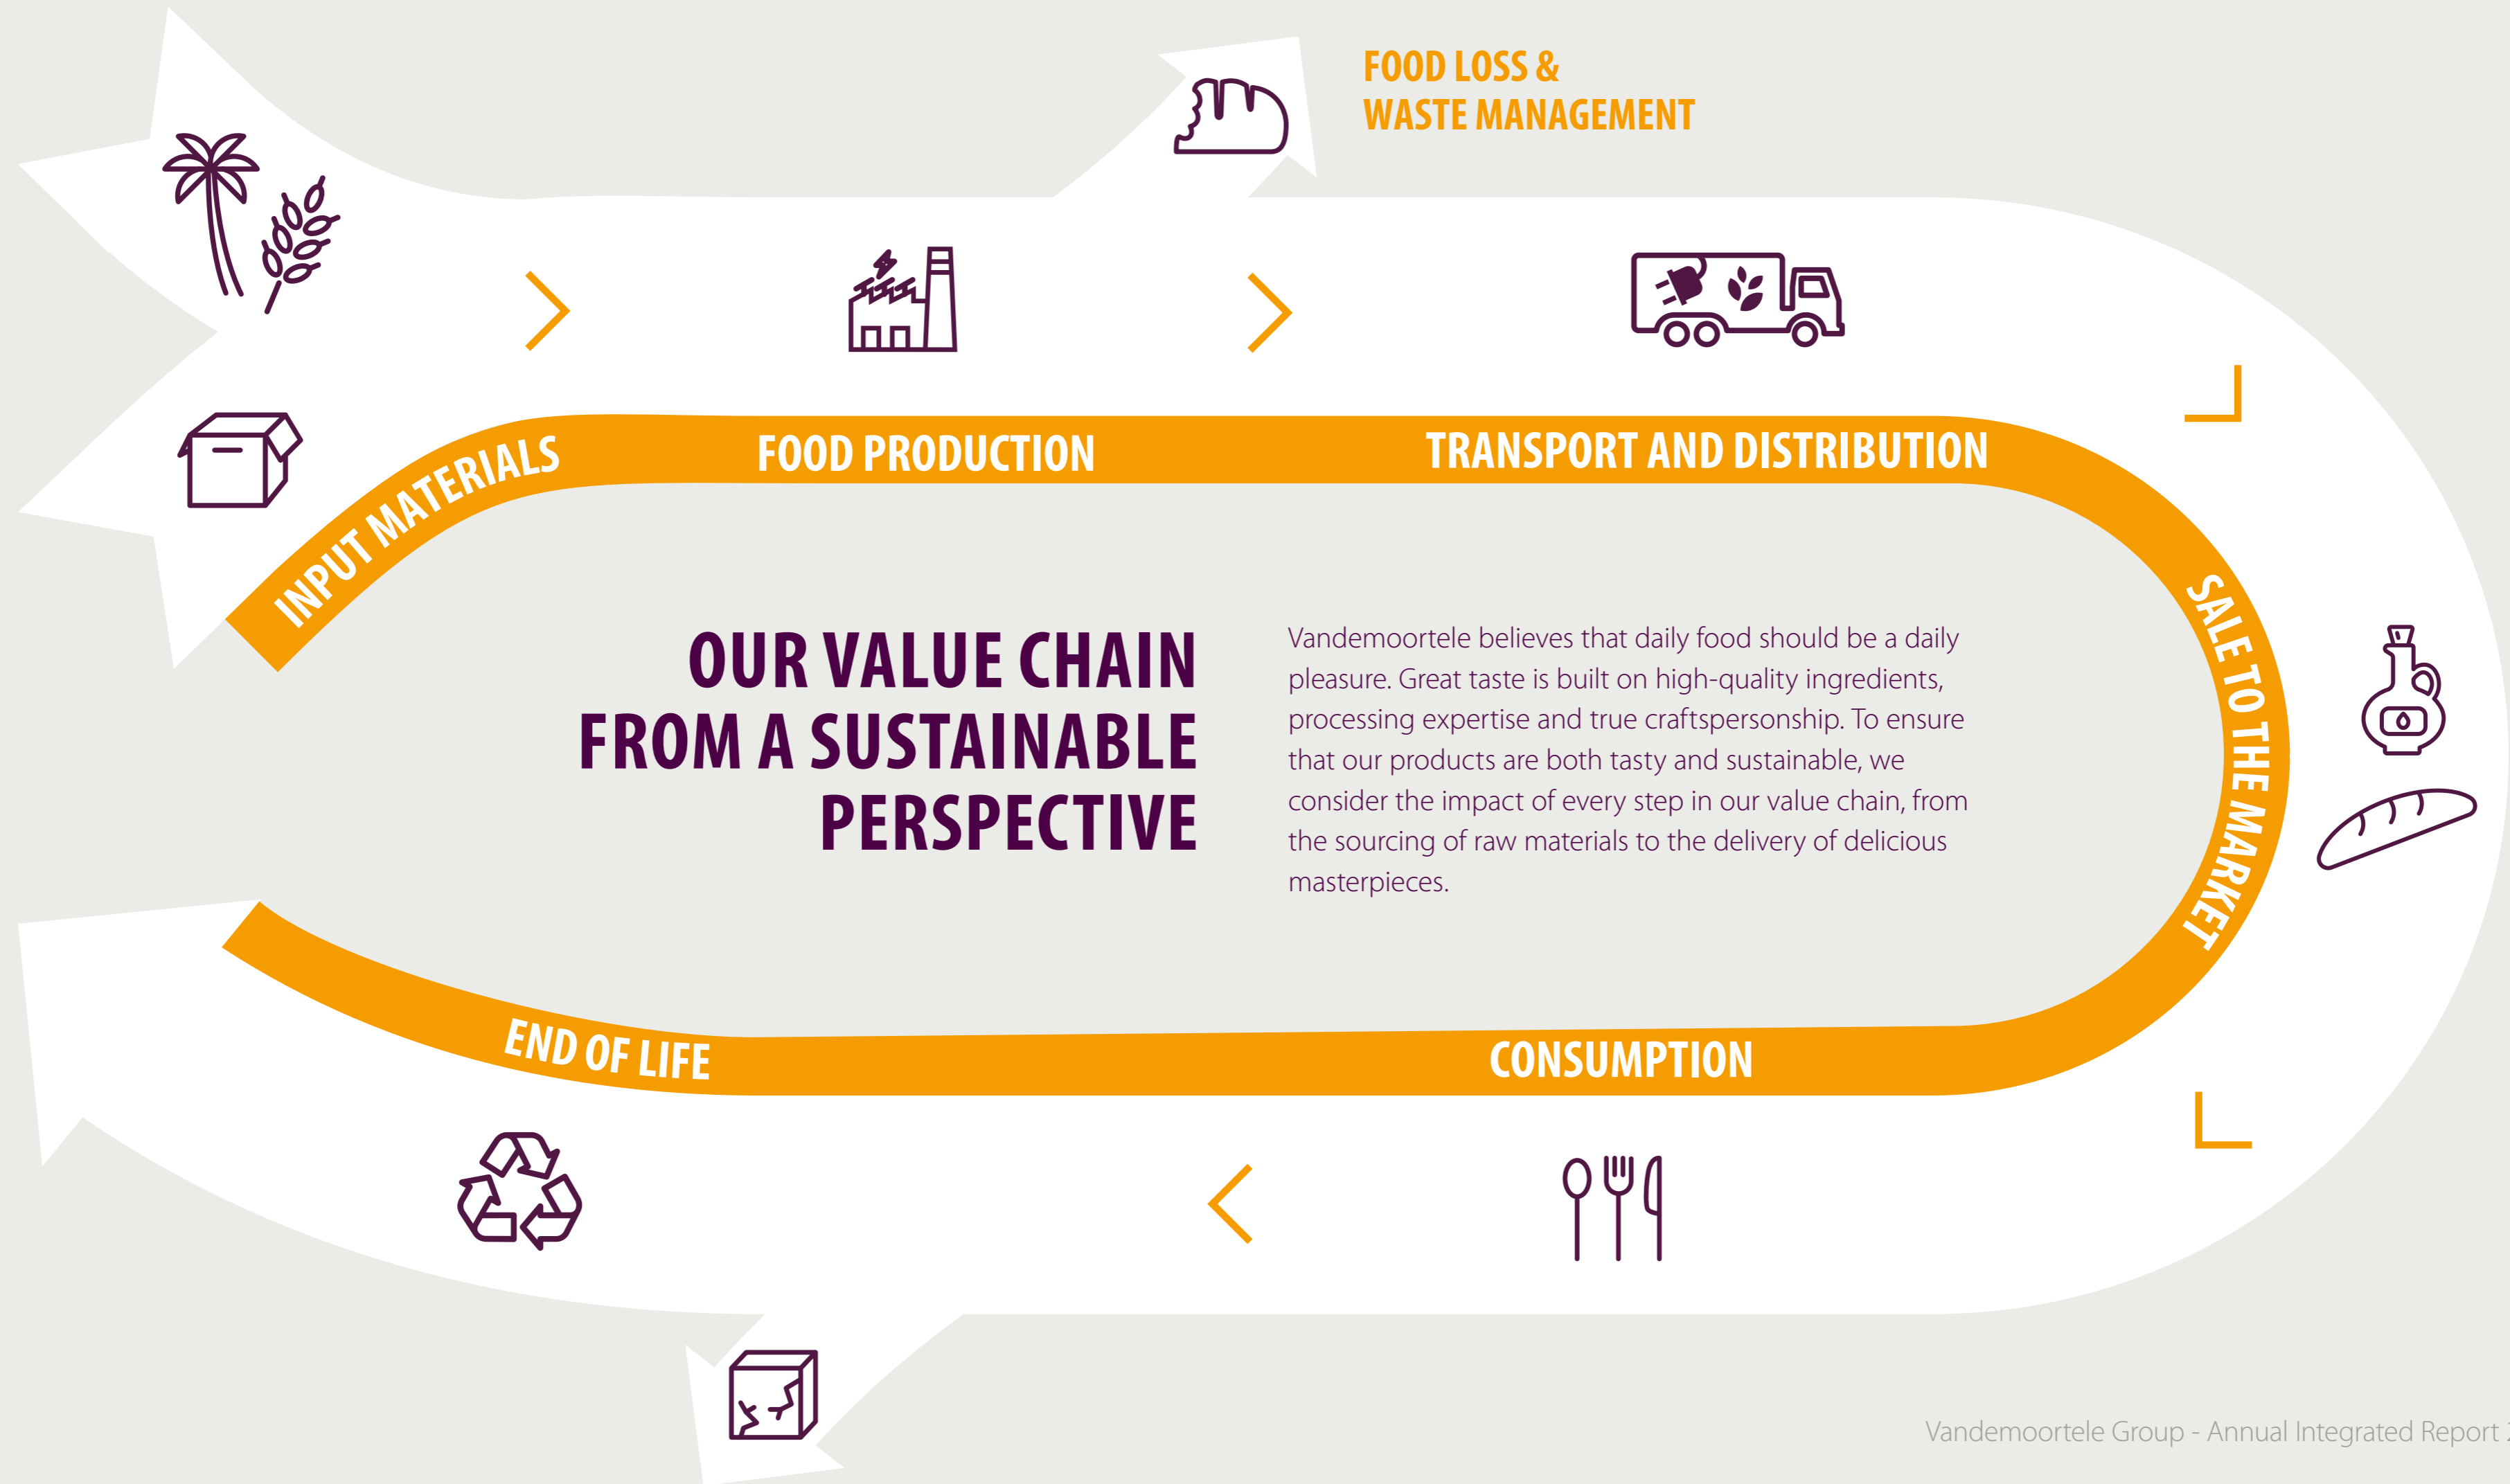 FOOD LOSS &
WASTE MANAGEMENT
INPUT MATERIALS
FOOD PRODUCTION
TRANSPORT AND DISTRIBUTION
SALE TO THE MARKET
OUR VALUE CHAIN
FROM A SUSTAINABLE
PERSPECTIVE
Vandemoortele believes that daily food should be a daily
pleasure. Great taste is built on high-quality ingredients,
processing expertise and true craftspersonship. To ensure
that our products are both tasty and sustainable, we
consider the impact of every step in our value chain, from
the sourcing of raw materials to the delivery of delicious
masterpieces.
END OF LIFE
CONSUMPTION
Vandemoortele Group - Annual Integrated Report